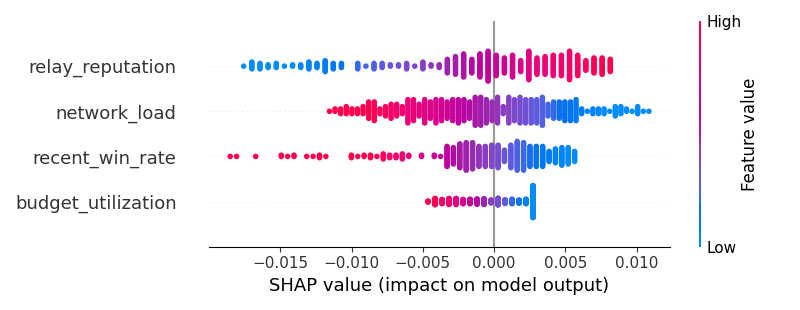 High
relay_reputation
network_load
recent_win_rate
budget_utilization
Feature value
Low
−0.015 −0.010 −0.005 0.000 0.005 0.010
SHAP value (impact on model output)